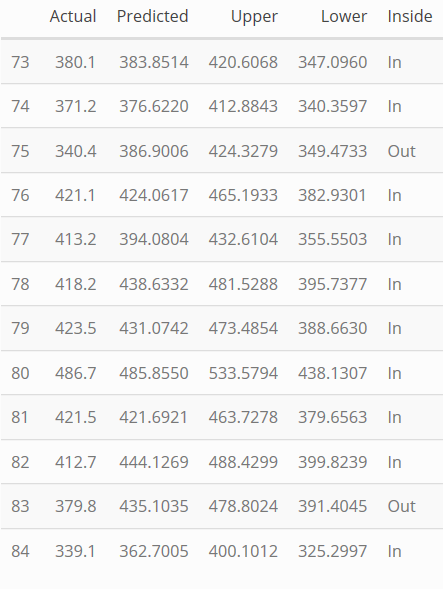 Actual Predicted Upper Lower Inside
73 380.1 383.8514 420.6068 347.0960 In
74 371.2 376.6220 412.8843 340.3597 In
75 340.4 386.9006 424.3279 349.4733 Out
76 421.1 424.0617 465.1933 382.9301 In
77 413.2 394.0804 432.6104 355.5503 In
78 418.2 438.6332 481.5288 395.7377 In
79 423.5 431.0742 473.4854 388.6630 In
80 486.7 485.8550 533.5794 438.1307 In
81 421.5 421.6921 463.7278 379.6563 In
82 412.7 444.1269 488.4299 399.8239 In
83 379.8 435.1035 478.8024 391.4045 Out
84 339.1 362.7005 400.1012 325.2997 In